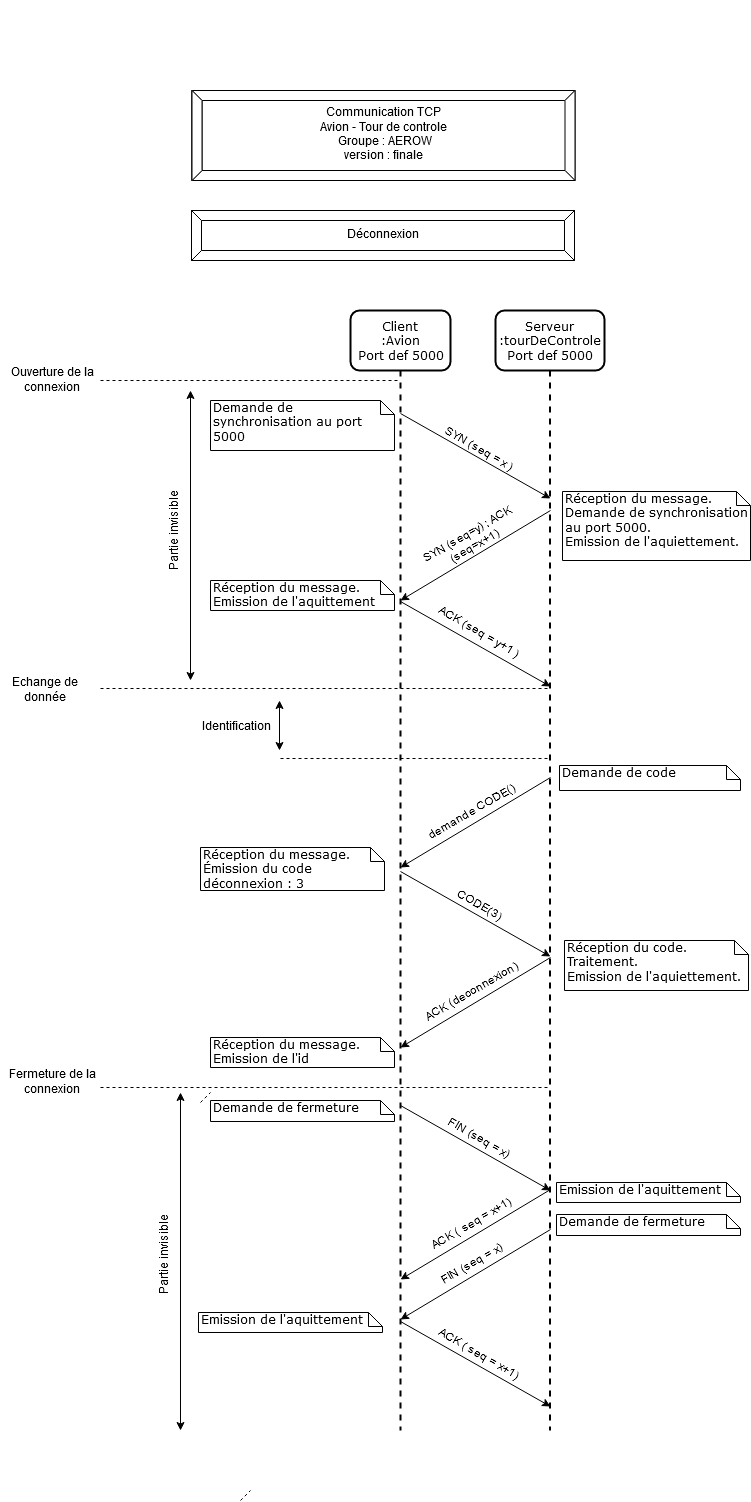 Communication TCP
Avion - Tour de controle
Groupe : AEROW
version : finale
Déconnexion
Client
:Avion
Port def 5000
Serveur
:tourDeControle
Port def 5000
Ouverture de la
connexion
Demande de
synchronisation au port
5000
SYN (seq = x)
Partie invisible
Réception du message.
Demande de synchronisation
au port 5000.
Emission de l'aquiettement.
SYN (seq=y) ; ACK
(seq=x+1)
Réception du message.
Emission de l'aquittement
ACK (seq = y+1)
Echange de
donnée
Identification
Demande de code
demande CODE()
Réception du message.
Émission du code
déconnexion : 3
CODE(3)
Réception du code.
Traitement.
Emission de l'aquiettement.
ACK (deconnexion)
Réception du message.
Emission de l'id
Fermeture de la
connexion
Demande de fermeture
FIN (seq = x)
Emission de l'aquittement
ACK ( seq = x+1)
Demande de fermeture
Partie invisible
FIN (seq = x)
Emission de l'aquittement
ACK ( seq = x+1)